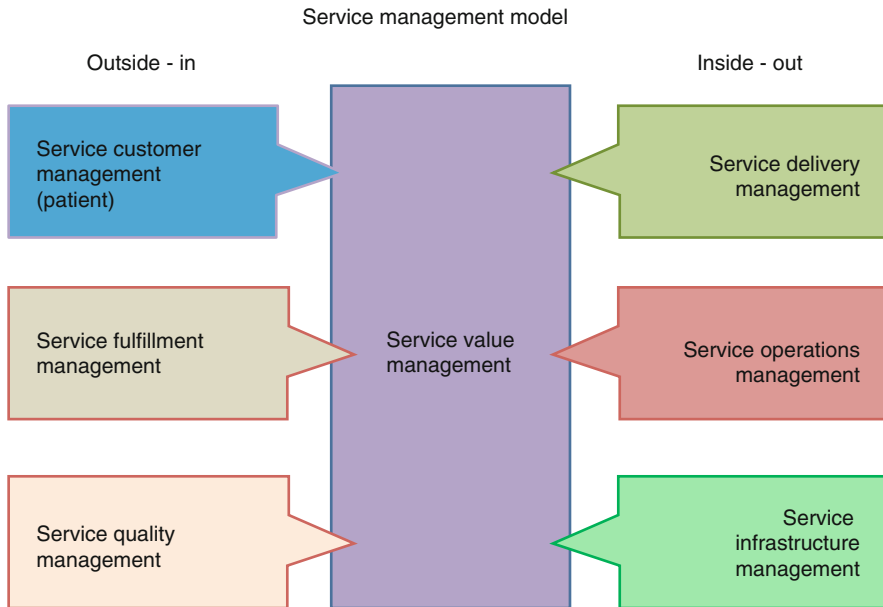 Service management model
Outside - in
Inside - out
Service customer
management
(patient)
Service delivery
management
Service fulfillment
management
Service value
management
Service operations
management
Service quality
management
Service
infrastructure
management